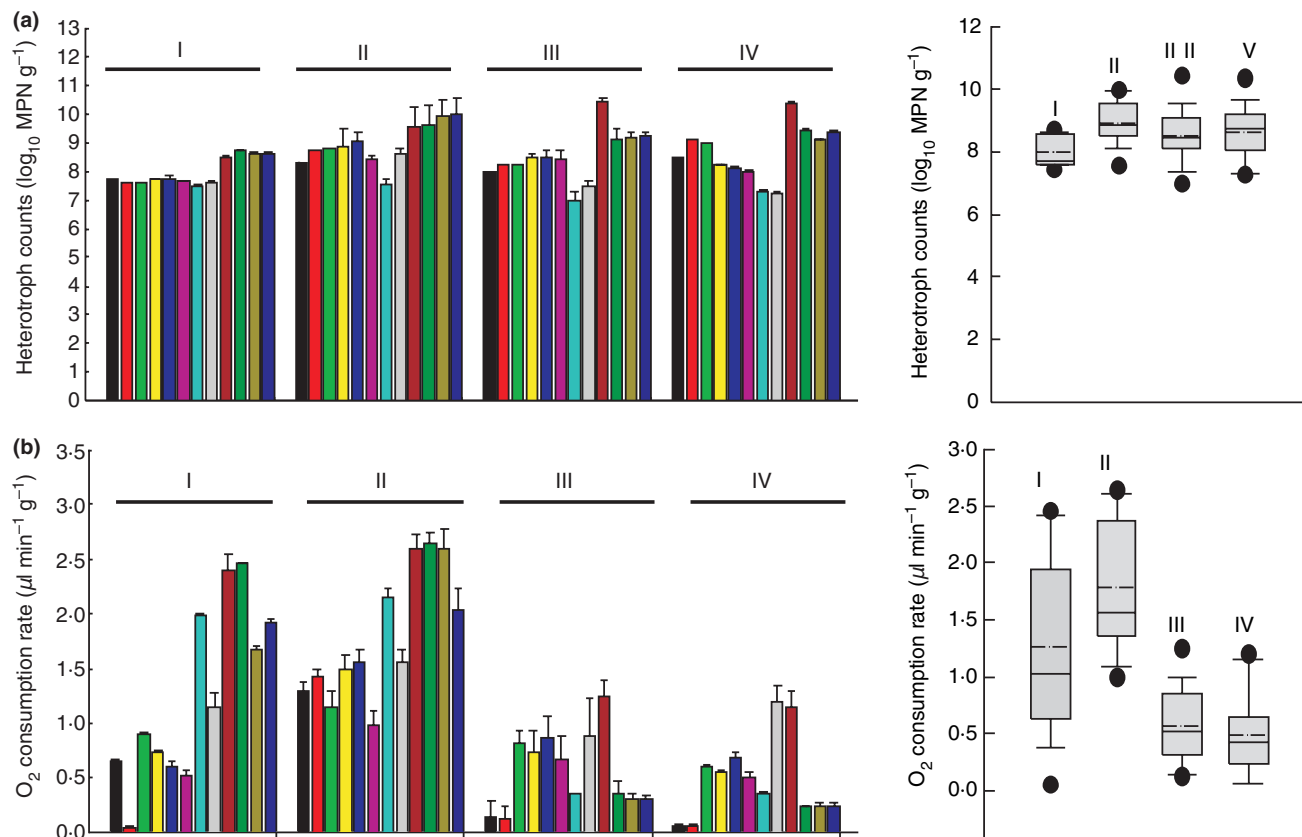 (a)
Heterotroph counts (log10 MPN g−1)
13
12
11
10
9
8
7
6
5
4
3
2
1
0
I
II
III
IV
Heterotroph counts (log10 MPN g−1)
12
10
8
6
4
2
0
I
II
II II
V
(b)
O2 consumption rate (µl min−1 g−1)
3·5
3·0
2·5
2·0
1·5
1·0
0·5
0·0
I
II
III
IV
O2 consumption rate (µl min−1 g−1)
3·0
2·5
2·0
1·5
1·0
0·5
0·0
I
II
III
IV